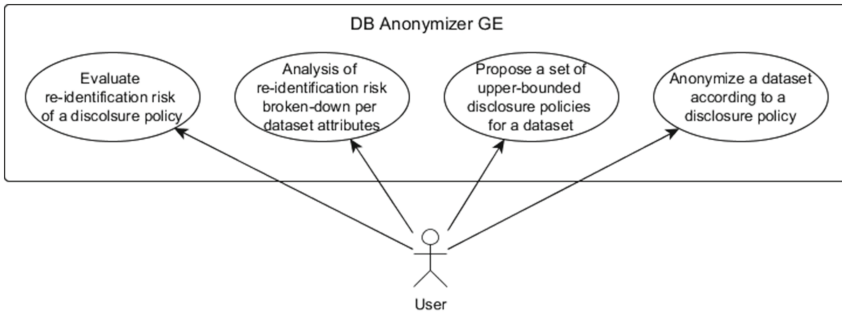 DB Anonymizer GE
Evaluate
re-identification risk
of a discolsure policy
Analysis of
re-identification risk
broken-down per
dataset attributes
Propose a set of
upper-bounded
disclosure policies
for a dataset
Anonymize a dataset
according to a
disclosure policy
User